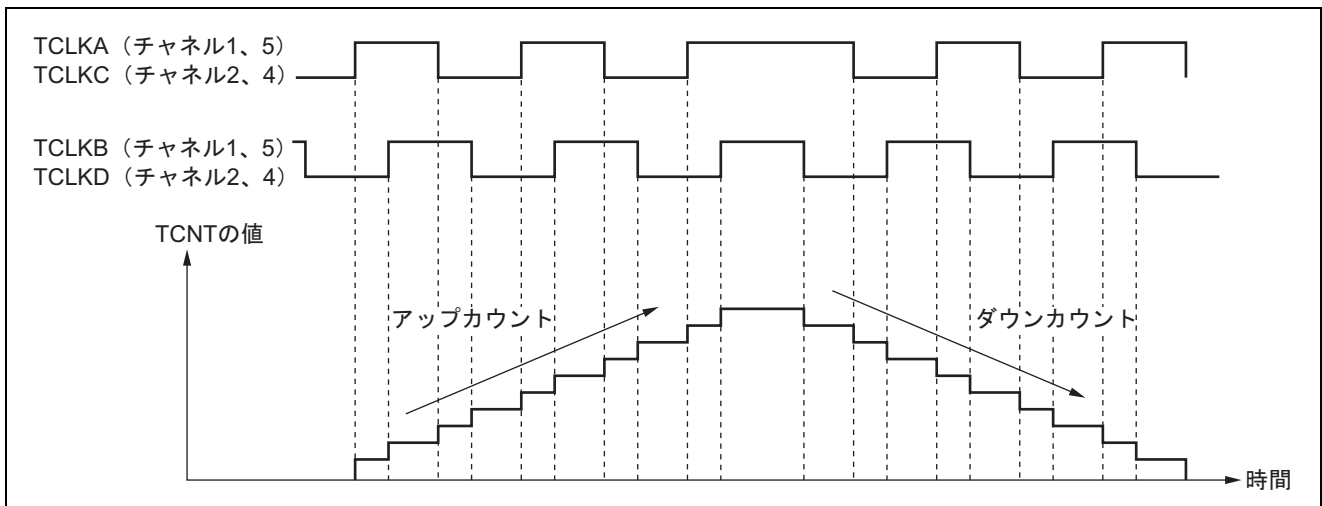 TCLKA（チャネル1、5）
TCLKC（チャネル2、4）
TCLKB（チャネル1、5）
TCLKD（チャネル2、4）
TCNTの値
アップカウント
ダウンカウント
時間